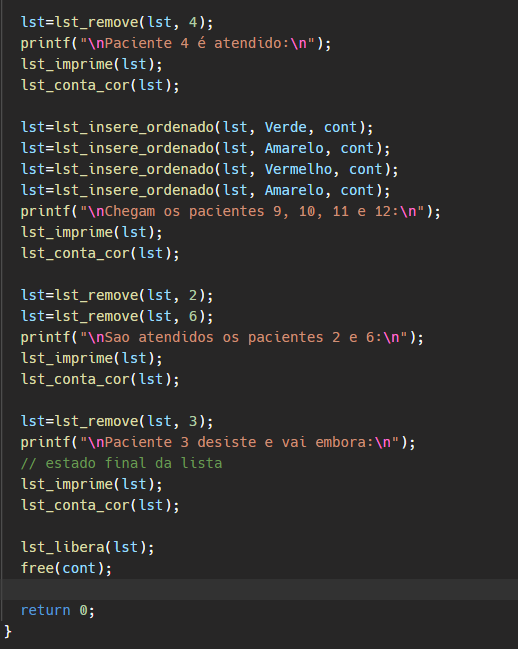 lst=lst_remove(lst, 4);
printf("\nPaciente 4 é atendido:\n");
lst_imprime(lst);
lst_conta_cor(lst);
lst=lst_insere_ordenado(lst, Verde, cont);
lst=lst_insere_ordenado(lst, Amarelo, cont);
lst=lst_insere_ordenado(lst, Vermelho, cont);
lst=lst_insere_ordenado(lst, Amarelo, cont);
printf("\nChegam os pacientes 9, 10, 11 e 12:\n");
lst_imprime(lst);
lst_conta_cor(lst);
lst=lst_remove(lst, 2);
lst=lst_remove(lst, 6);
printf("\nSao atendidos os pacientes 2 e 6:\n");
lst_imprime(lst);
lst_conta_cor(lst);
lst=lst_remove(lst, 3);
printf("\nPaciente 3 desiste e vai embora:\n");
// estado final da lista
lst_imprime(lst);
lst_conta_cor(lst);
lst_libera(lst);
free(cont);
return 0;
}